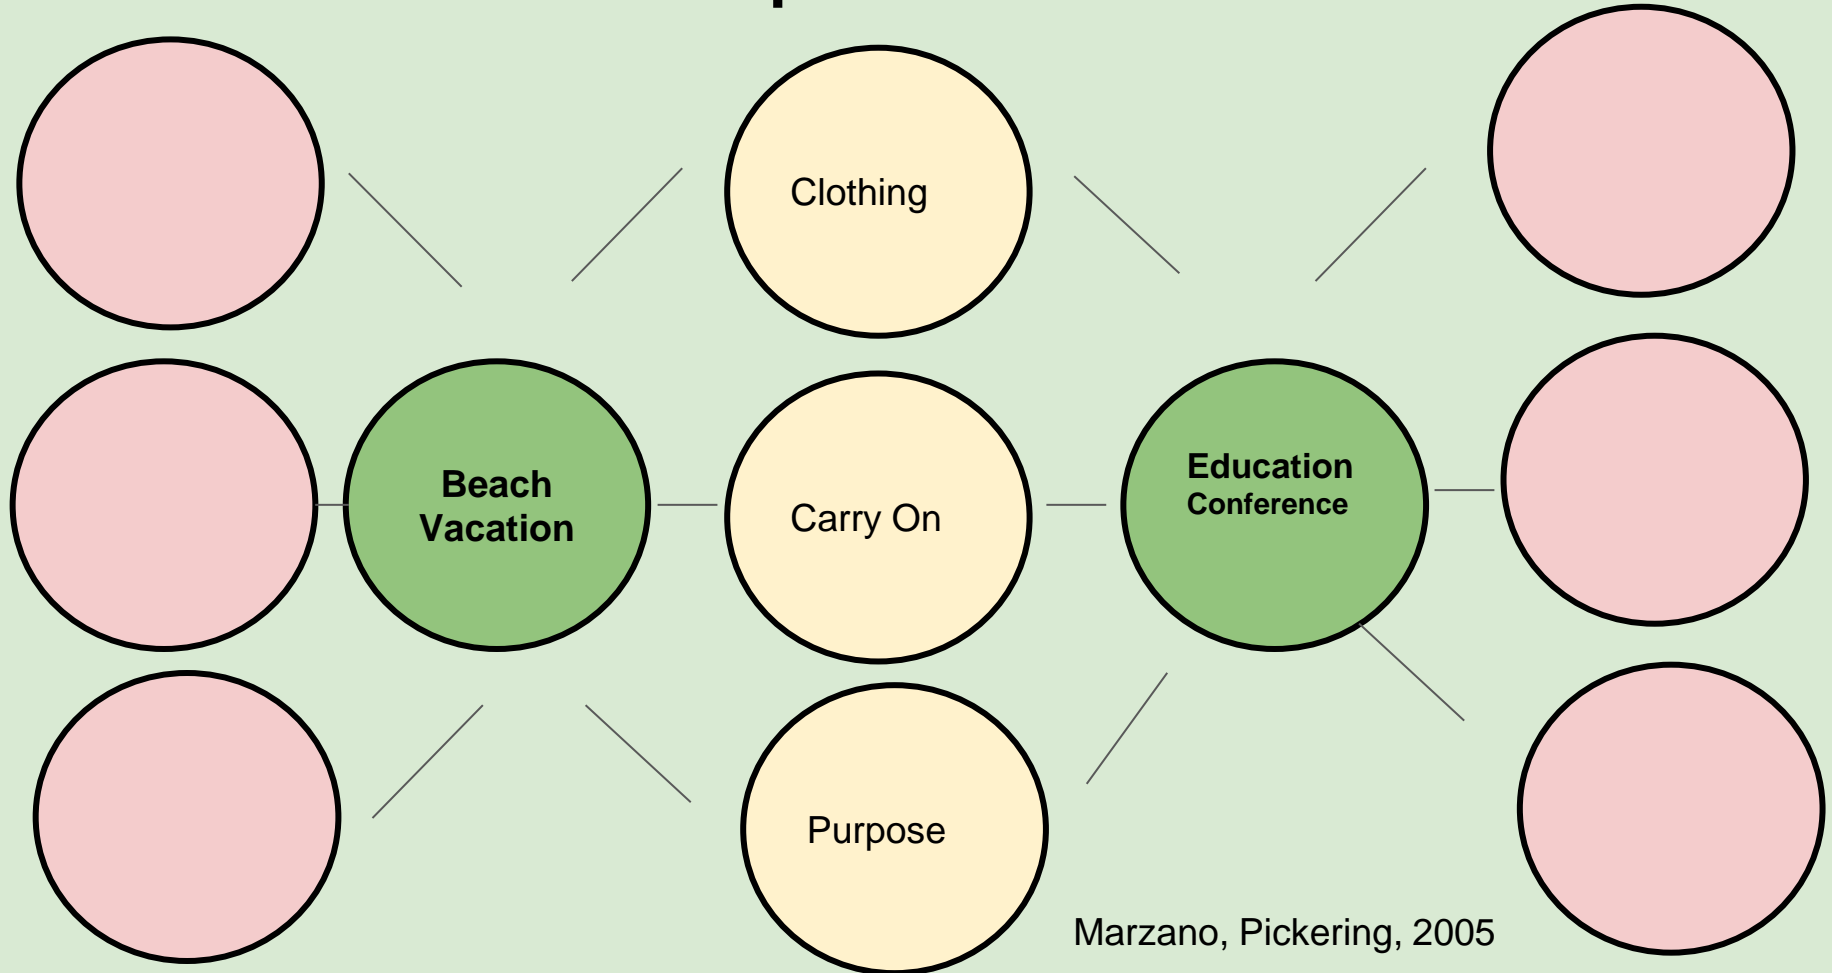 Clothing
Beach
Vacation
Carry On
Education
Conference
Purpose
Marzano, Pickering, 2005